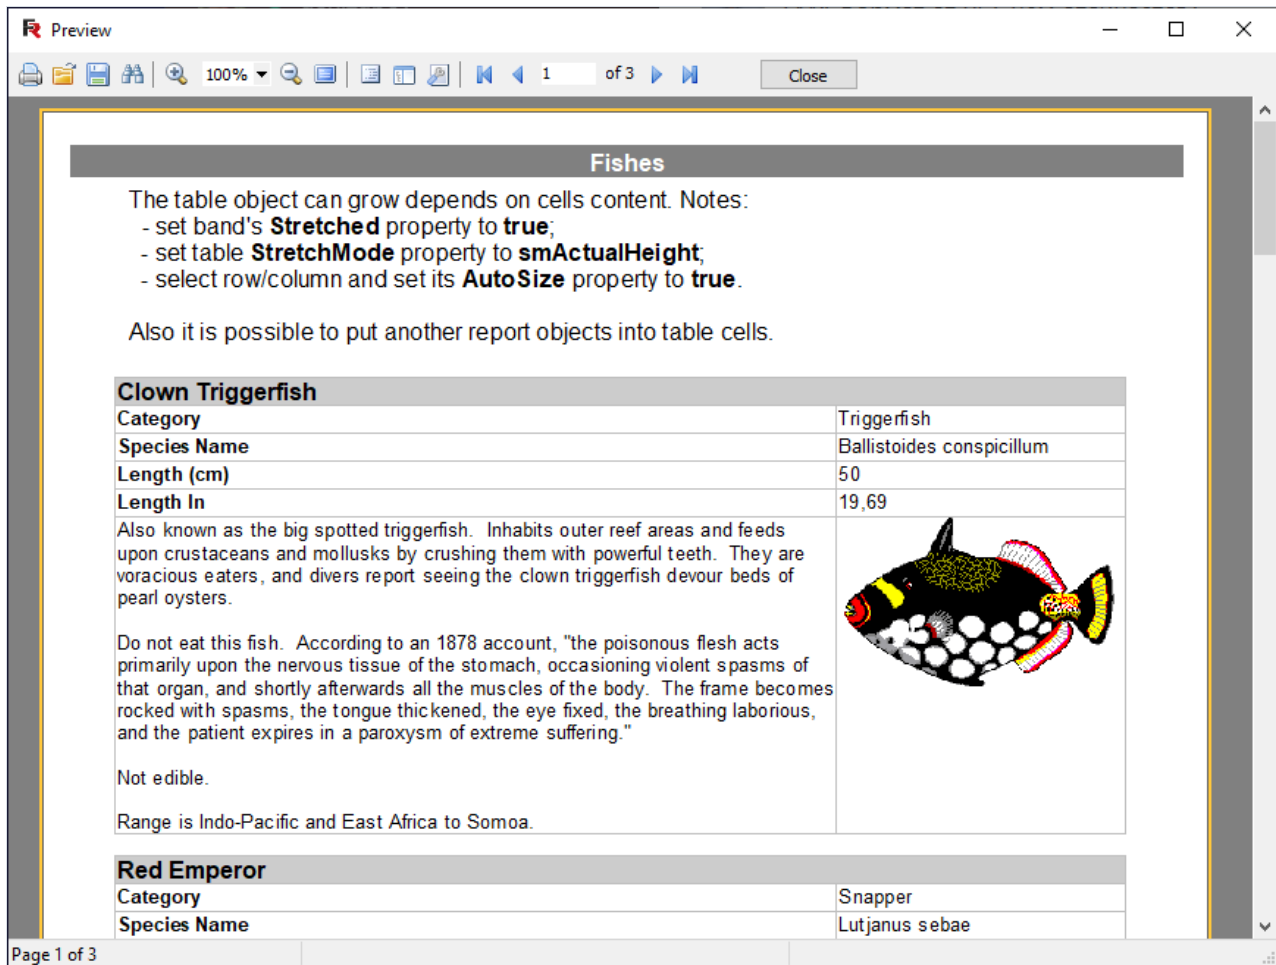 Preview
100%
1 of 3
Close
Fishes
The table object can grow depends on cells content. Notes:
- set band's Stretched property to true;
- set table StretchMode property to smActualHeight;
- select row/column and set its AutoSize property to true.
Also it is possible to put another report objects into table cells.
Clown Triggerfish
Category Triggerfish
Species Name Ballistoides conspicillum
Length (cm) 50
Length In 19,69
Also known as the big spotted triggerfish. Inhabits outer reef areas and feeds
upon crustaceans and mollusks by crushing them with powerful teeth. They are
voracious eaters, and divers report seeing the clown triggerfish devour beds of
pearl oysters.
Do not eat this fish. According to an 1878 account, "the poisonous flesh acts
primarily upon the nervous tissue of the stomach, occasioning violent spasms of
that organ, and shortly afterwards all the muscles of the body. The frame becomes
rocked with spasms, the tongue thickened, the eye fixed, the breathing laborious,
and the patient expires in a paroxysm of extreme suffering."
Not edible.
Range is Indo-Pacific and East Africa to Somoa.
Red Emperor
Category Snapper
Species Name Lutjanus sebae
Page 1 of 3